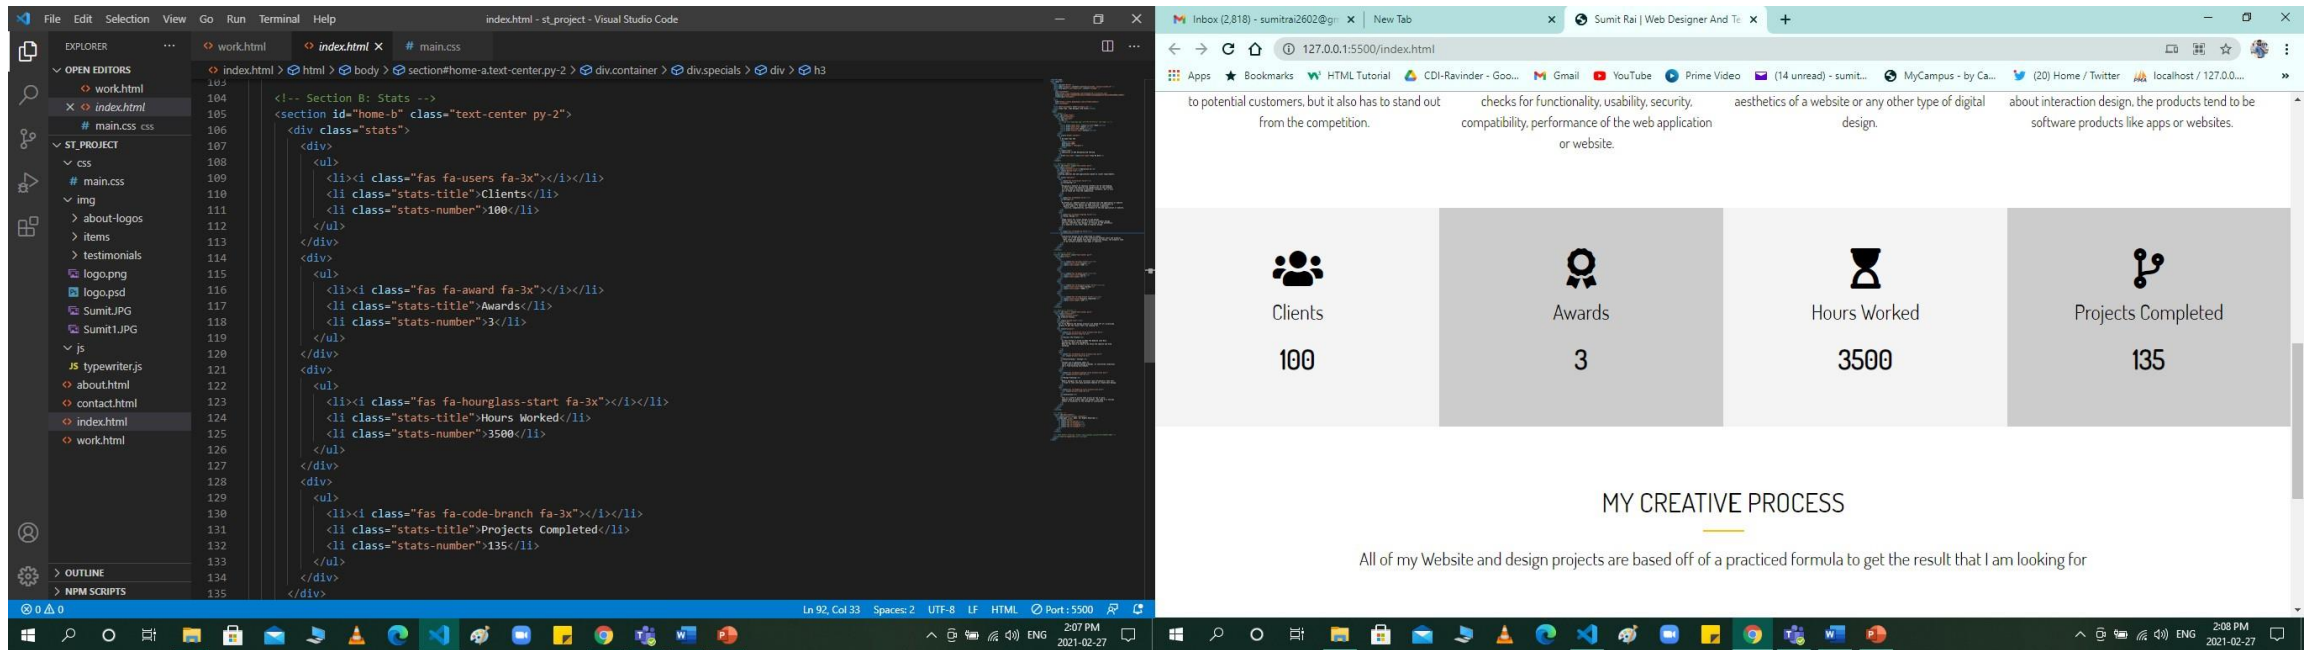 File Edit Selection View Go Run Terminal Help index.html - st_project - Visual Studio Code
EXPLORER
OPEN EDITORS
work.html
index.html
main.css css
ST_PROJECT
css
main.css
img
about-logos
items
testimonials
logo.png
logo.psd
Sumit.JPG
Sumit1.JPG
js
JS typewriter.js
about.html
contact.html
index.html
work.html
OUTLINE
NPM SCRIPTS
work.html index.html # main.css
index.html > html > body > section#home-a.text-center.py-2 > div.container > div.specials > div > h3
103
104 <!-- Section B: Stats -->
105 <section id="home-b" class="text-center py-2">
106 <div class="stats">
107 <div>
108 <ul>
109 <li><i class="fas fa-users fa-3x"></i></li>
110 <li class="stats-title">Clients</li>
111 <li class="stats-number">100</li>
112 </ul>
113 </div>
114 <div>
115 <ul>
116 <li><i class="fas fa-award fa-3x"></i></li>
117 <li class="stats-title">Awards</li>
118 <li class="stats-number">3</li>
119 </ul>
120 </div>
121 <div>
122 <ul>
123 <li><i class="fas fa-hourglass-start fa-3x"></i></li>
124 <li class="stats-title">Hours Worked</li>
125 <li class="stats-number">3500</li>
126 </ul>
127 </div>
128 <div>
129 <ul>
130 <li><i class="fas fa-code-branch fa-3x"></i></li>
131 <li class="stats-title">Projects Completed</li>
132 <li class="stats-number">135</li>
133 </ul>
134 </div>
135 </div>
0 0 Ln 92, Col 33 Spaces: 2 UTF-8 LF HTML Port : 5500
ENG 2:07 PM
2021-02-27
Inbox (2,818) - sumitrai2602@gm New Tab Sumit Rai | Web Designer And Te
127.0.0.1:5500/index.html
Apps Bookmarks HTML Tutorial CDI-Ravinder - Goo... Gmail YouTube Prime Video (14 unread) - sumit... MyCampus - by Ca... (20) Home / Twitter localhost / 127.0.0.... »
to potential customers, but it also has to stand out
from the competition.
checks for functionality, usability, security,
compatibility, performance of the web application
or website.
aesthetics of a website or any other type of digital
design.
about interaction design, the products tend to be
software products like apps or websites.
Clients
100
Awards
3
Hours Worked
3500
Projects Completed
135
MY CREATIVE PROCESS
All of my Website and design projects are based off of a practiced formula to get the result that I am looking for
ENG 2:08 PM
2021-02-27